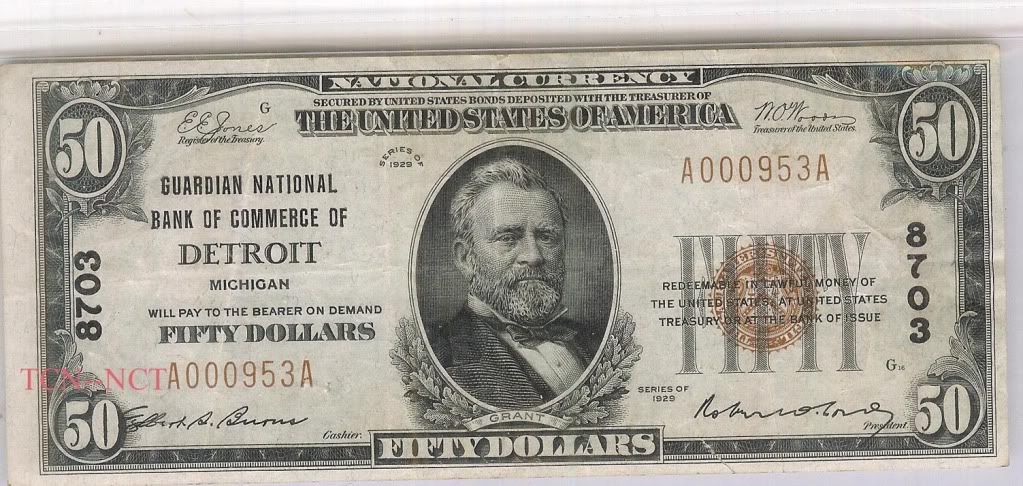 NATIONAL CURRENCY
SECURED BY UNITED STATES BONDS DEPOSITED WITH THE TREASURER OF
THE UNITED STATES OF AMERICA
50
50
G
E.E. Jones
Register of the Treasury.
W.O. Woods
Treasurer of the United States.
SERIES OF
1929
A000953A
GUARDIAN NATIONAL
BANK OF COMMERCE OF
DETROIT
MICHIGAN
WILL PAY TO THE BEARER ON DEMAND
FIFTY DOLLARS
8703
8703
FIFTY
REDEEMABLE IN LAWFUL MONEY OF
THE UNITED STATES AT UNITED STATES
TREASURY OR AT THE BANK OF ISSUE
TCN NCT
A000953A
G16
SERIES OF
1929
50
50
Cashier.
GRANT
President.
FIFTY DOLLARS